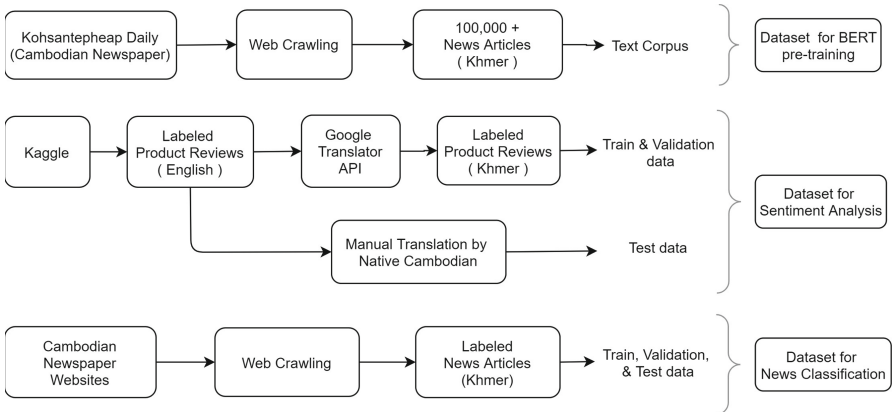 Kohsantepheap Daily
(Cambodian Newspaper)
Web Crawling
100,000 +
News Articles
( Khmer )
Text Corpus
Dataset for BERT
pre-training
Kaggle
Labeled
Product Reviews
( English )
Google
Translator
API
Labeled
Product Reviews
( Khmer )
Train & Validation
data
Manual Translation by
Native Cambodian
Test data
Dataset for
Sentiment Analysis
Cambodian
Newspaper
Websites
Web Crawling
Labeled
News Articles
(Khmer)
Train, Validation,
& Test data
Dataset for
News Classification